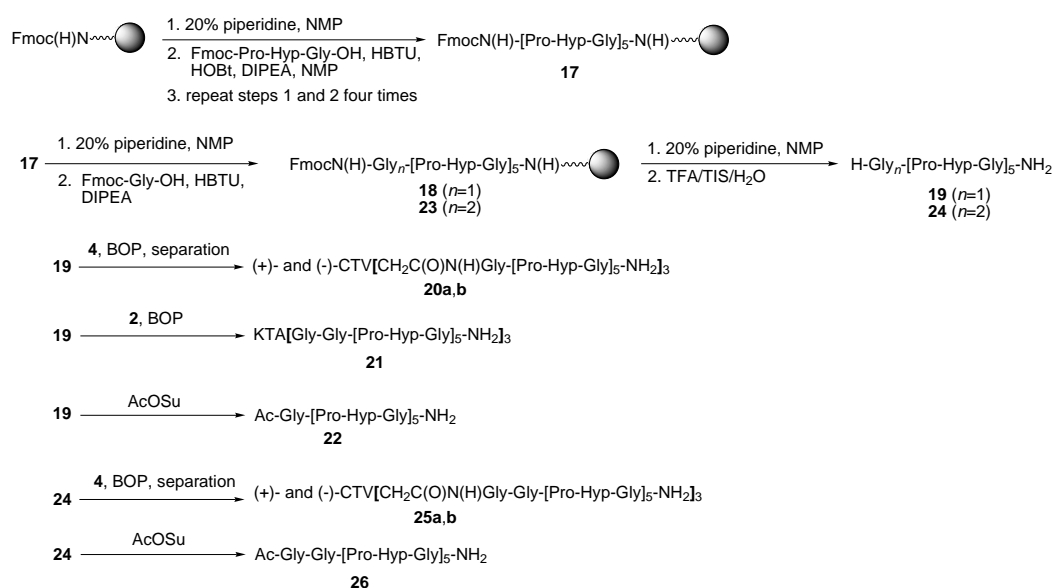 Fmoc(H)N
1. 20% piperidine, NMP
2. Fmoc-Pro-Hyp-Gly-OH, HBTU,
HOBt, DIPEA, NMP
3. repeat steps 1 and 2 four times
FmocN(H)-[Pro-Hyp-Gly]5-N(H)
17
17
1. 20% piperidine, NMP
2. Fmoc-Gly-OH, HBTU,
DIPEA
FmocN(H)-Glyn-[Pro-Hyp-Gly]5-N(H)
18 (n=1)
23 (n=2)
1. 20% piperidine, NMP
2. TFA/TIS/H2O
H-Glyn-[Pro-Hyp-Gly]5-NH2
19 (n=1)
24 (n=2)
19
4, BOP, separation
(+)- and (-)-CTV[CH2C(O)N(H)Gly-[Pro-Hyp-Gly]5-NH2]3
20a,b
19
2, BOP
KTA[Gly-Gly-[Pro-Hyp-Gly]5-NH2]3
21
19
AcOSu
Ac-Gly-[Pro-Hyp-Gly]5-NH2
22
24
4, BOP, separation
(+)- and (-)-CTV[CH2C(O)N(H)Gly-Gly-[Pro-Hyp-Gly]5-NH2]3
25a,b
24
AcOSu
Ac-Gly-Gly-[Pro-Hyp-Gly]5-NH2
26